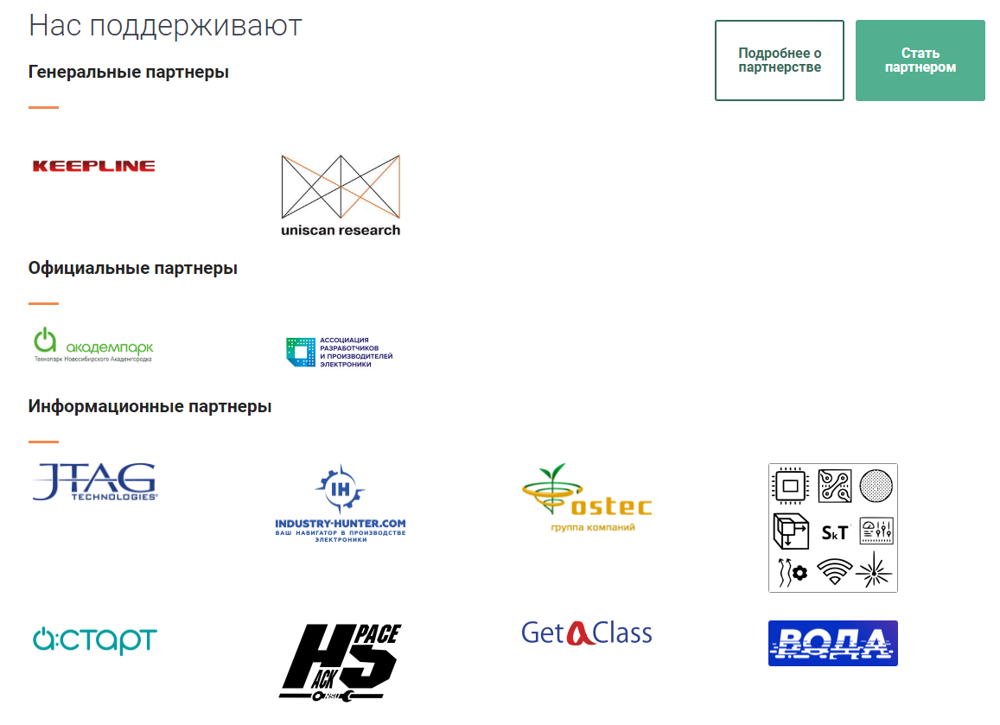 Нас поддерживают
Подробнее о
партнерстве
Стать
партнером
Генеральные партнеры
KEEPLINE
uniscan research
Официальные партнеры
академпарк
Технопарк Новосибирского Академгородка
АССОЦИАЦИЯ
РАЗРАБОТЧИКОВ
И ПРОИЗВОДИТЕЛЕЙ
ЭЛЕКТРОНИКИ
Информационные партнеры
JTAG
TECHNOLOGIES®
IH
INDUSTRY-HUNTER.COM
ВАШ НАВИГАТОР В ПРОИЗВОДСТВЕ
ЭЛЕКТРОНИКИ
ostec
группа компаний
SkT
а:старт
HACK
SPACE
NSU
GetAClass
ВОДА